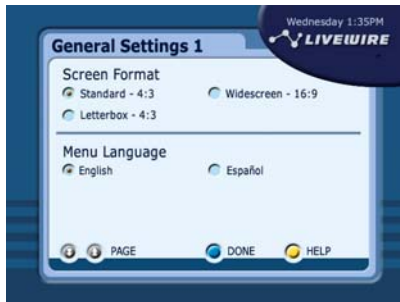 Wednesday 1:35PM
LIVEWIRE
General Settings 1
Screen Format
Standard - 4:3 Widescreen - 16:9
Letterbox - 4:3
Menu Language
English Español
PAGE DONE HELP